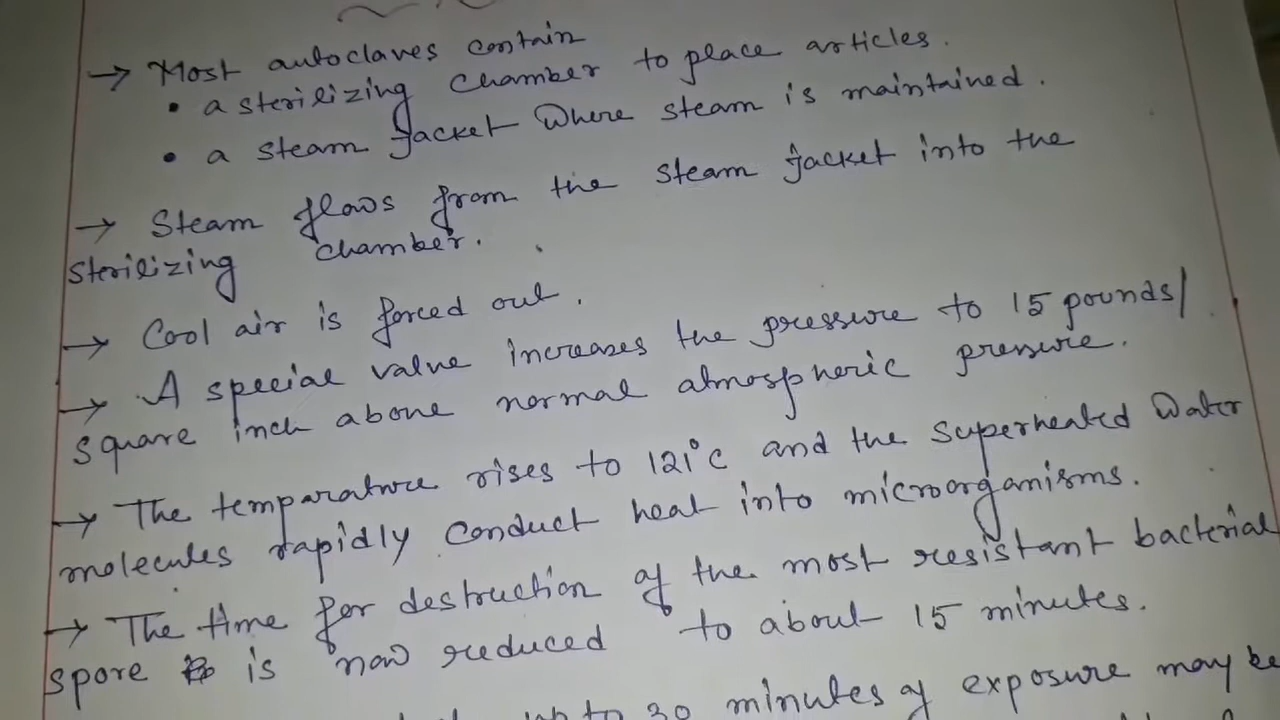 → Most autoclaves contain
• a sterilizing chamber to place articles.
• a steam jacket where steam is maintained.
→ Steam flows from the steam jacket into the
sterilizing chamber.
→ Cool air is forced out.
→ A special valve increases the pressure to 15 pounds/
square inch above normal atmospheric pressure.
→ The temparature rises to 121°c and the superheated water
molecules rapidly conduct heat into microorganisms.
→ The time for destruction of the most resistant bacterial
spore is now reduced to about 15 minutes.
up to 30 minutes of exposure may be